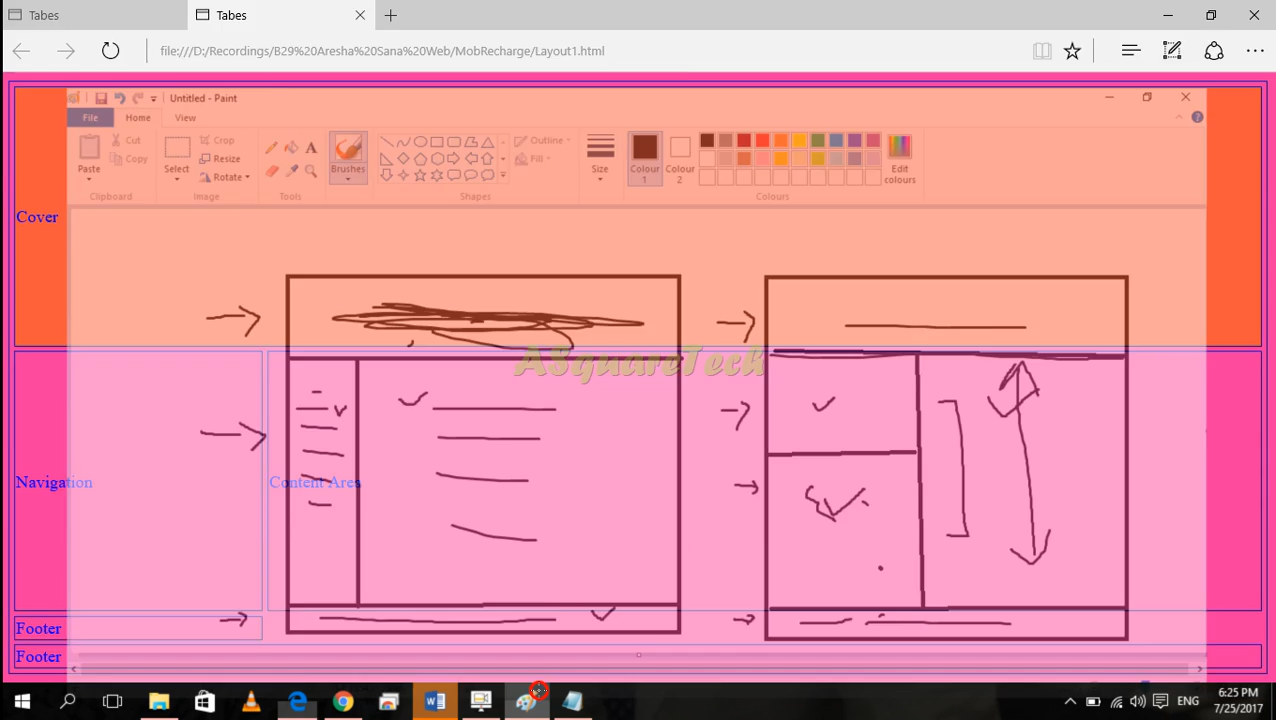 Tabes
Tabes
file:///D:/Recordings/B29%20Aresha%20Sana%20Web/MobRecharge/Layout1.html
Untitled - Paint
File
Home
View
Paste
Cut
Copy
Clipboard
Select
Crop
Resize
Rotate
Image
Tools
Brushes
Shapes
Outline
Fill
Size
Colour
1
Colour
2
Edit
colours
Colours
Cover
ASquareTech
Navigation
Content Area
Footer
Footer
ENG
6:25 PM
7/25/2017